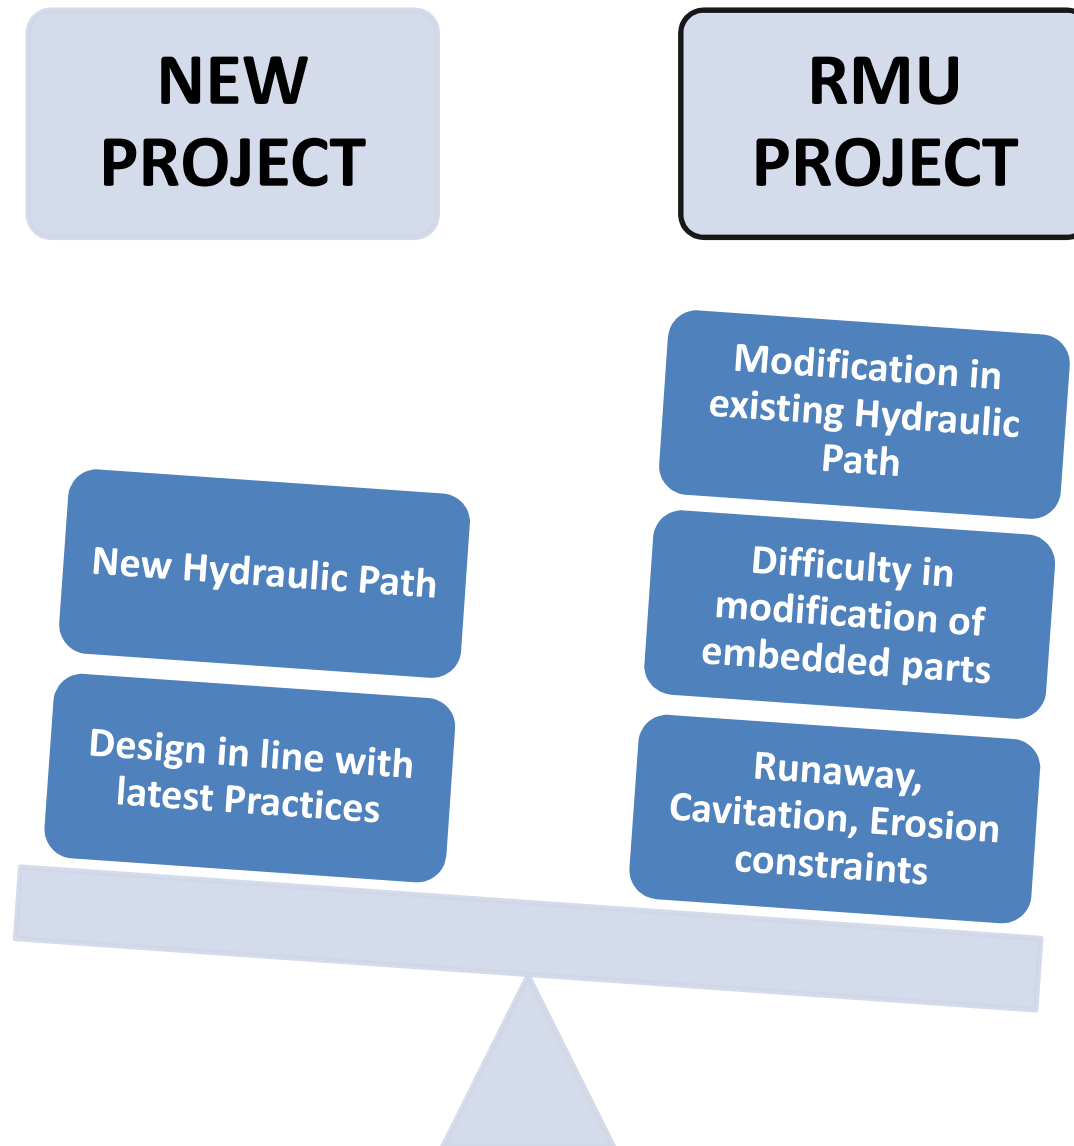 NEW
PROJECT
RMU
PROJECT
New Hydraulic Path
Design in line with
latest Practices
Modification in
existing Hydraulic
Path
Difficulty in
modification of
embedded parts
Runaway,
Cavitation, Erosion
constraints